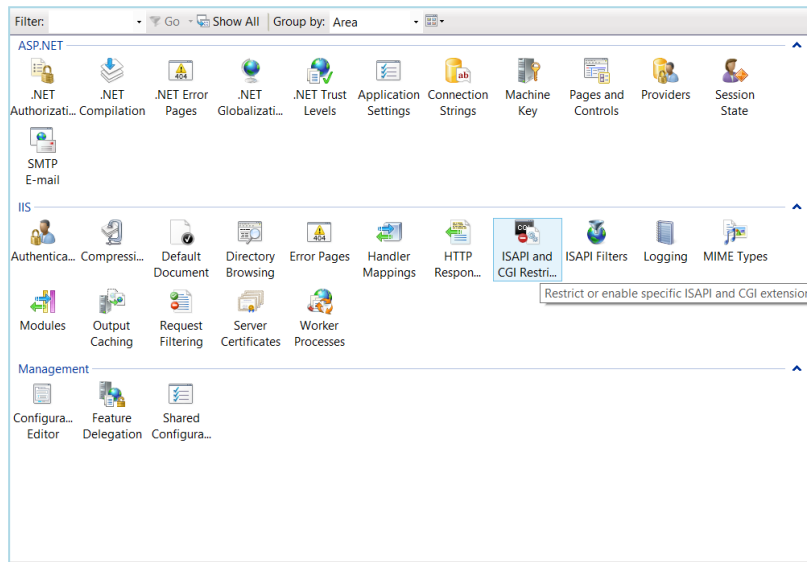 Filter: Go Show All Group by: Area
ASP.NET
.NET .NET .NET Error .NET .NET Trust Application Connection Machine Pages and Providers Session
Authorizati... Compilation Pages Globalizati... Levels Settings Strings Key Controls State
SMTP
E-mail
IIS
Authentica... Compressi... Default Directory Error Pages Handler HTTP ISAPI and ISAPI Filters Logging MIME Types
Document Browsing Mappings Respon... CGI Restri...
Restrict or enable specific ISAPI and CGI extension
Modules Output Request Server Worker
Caching Filtering Certificates Processes
Management
Configura... Feature Shared
Editor Delegation Configura...